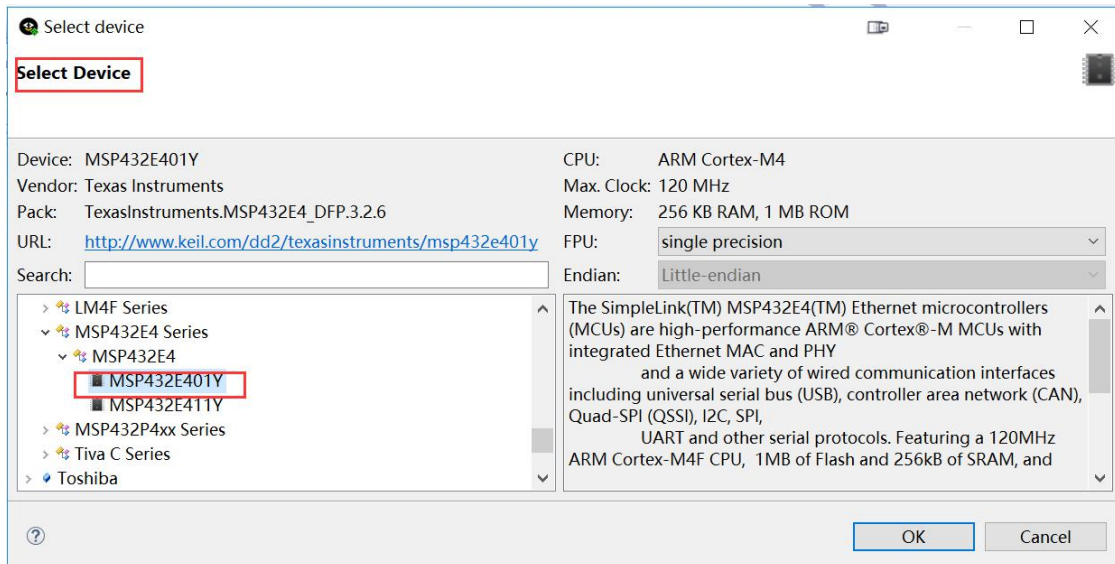 Select device
Select Device
Device: MSP432E401Y
Vendor: Texas Instruments
Pack: TexasInstruments.MSP432E4_DFP.3.2.6
URL: http://www.keil.com/dd2/texasinstruments/msp432e401y
Search:
CPU: ARM Cortex-M4
Max. Clock: 120 MHz
Memory: 256 KB RAM, 1 MB ROM
FPU: single precision
Endian: Little-endian
LM4F Series
MSP432E4 Series
MSP432E4
MSP432E401Y
MSP432E411Y
MSP432P4xx Series
Tiva C Series
Toshiba
The SimpleLink(TM) MSP432E4(TM) Ethernet microcontrollers
(MCUs) are high-performance ARM® Cortex®-M MCUs with
integrated Ethernet MAC and PHY
and a wide variety of wired communication interfaces
including universal serial bus (USB), controller area network (CAN),
Quad-SPI (QSSI), I2C, SPI,
UART and other serial protocols. Featuring a 120MHz
ARM Cortex-M4F CPU, 1MB of Flash and 256kB of SRAM, and
?
OK
Cancel